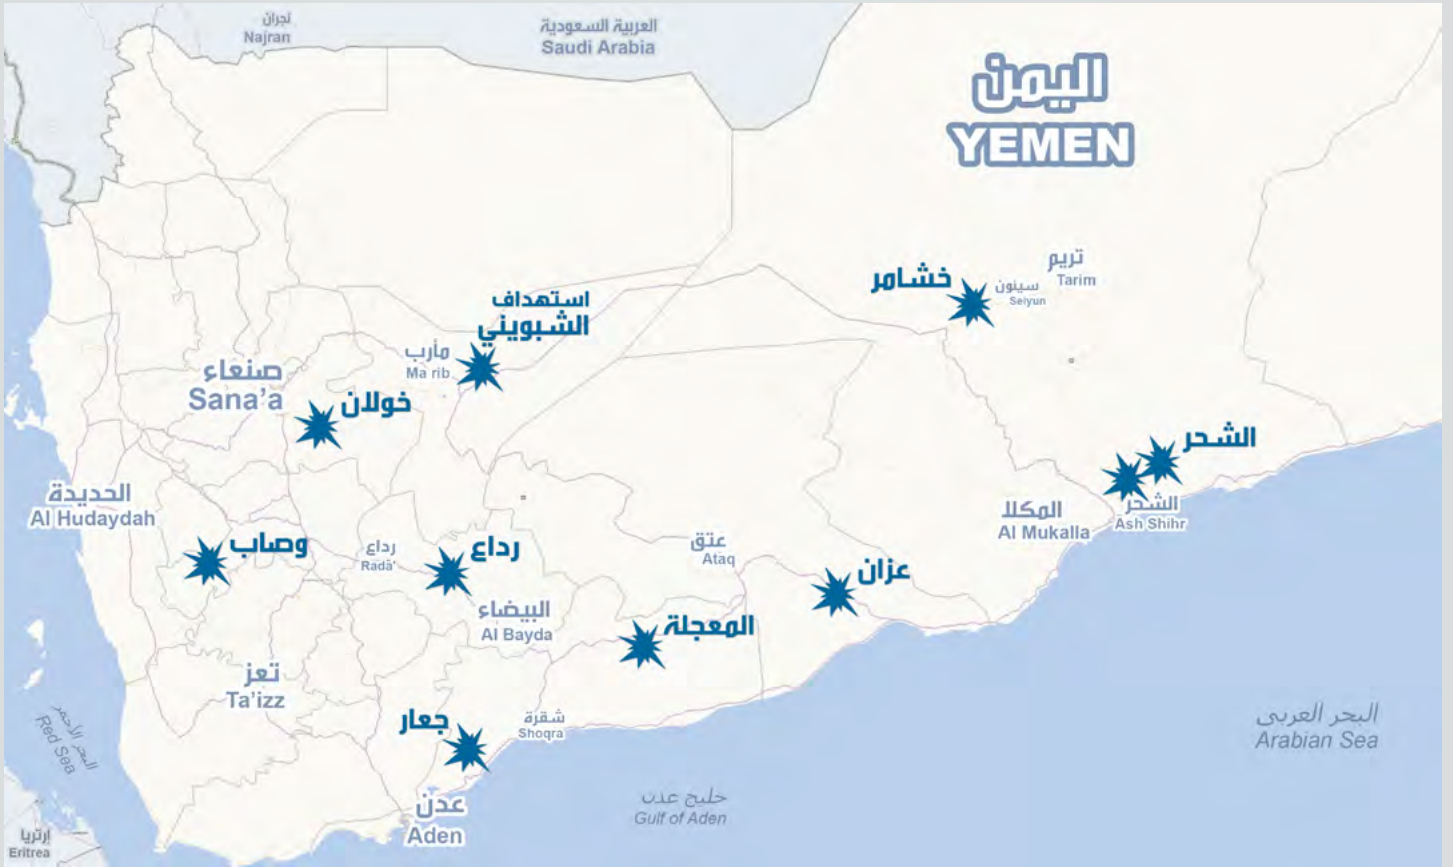 نجران
Najran
العربية السعودية
Saudi Arabia
اليمن
YEMEN
تريم
Tarim
خشامر
سيئون
Seiyun
استهداف
الشبويني
مأرب
Ma rib
صنعاء
Sana'a
خولان
الشحر
الحديدة
Al Hudaydah
المكلا
Al Mukalla
الشحر
Ash Shihr
وصاب
رداع
Radā'
رداع
عتق
Ataq
عزان
البيضاء
Al Bayda
المعجلة
تعز
Ta'izz
جعار
شقرة
Shoqra
البحر الأحمر
Red Sea
البحر العربي
Arabian Sea
عدن
Aden
خليج عدن
Gulf of Aden
إرتريا
Eritrea